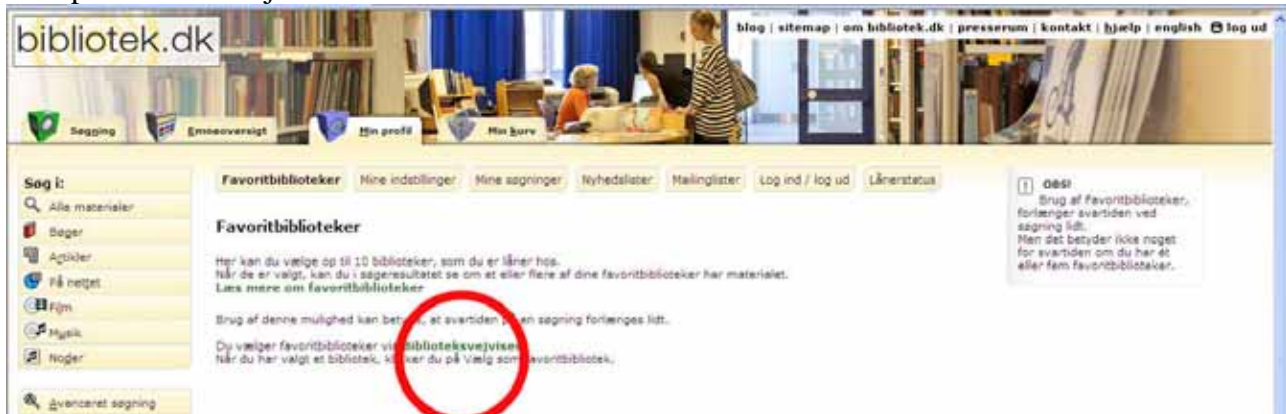 bibliotek.dk
blog | sitemap | om bibliotek.dk | presserum | kontakt | hjælp | english log ud
Søgning
Emneoversigt
Min profil
Min kurv
Søg i:
Alle materialer
Bøger
Artikler
På nettet
Film
Musik
Noder
Avanceret søgning
Favoritbiblioteker Mine indstillinger Mine søgninger Nyhedslister Mailinglister Log ind / log ud Lånerstatus
Favoritbiblioteker
Her kan du vælge op til 10 biblioteker, som du er låner hos.
Når de er valgt, kan du i søgeresultatet se om et eller flere af dine favoritbiblioteker har materialet.
Læs mere om favoritbiblioteker
Brug af denne mulighed kan betyde, at svartiden på en søgning forlænges lidt.
Du vælger favoritbiblioteker via biblioteksvejviser
Når du har valgt et bibliotek, klikker du på Vælg som favoritbibliotek.
OBS!
Brug af Favoritbiblioteker,
forlænger svartiden ved
søgning lidt.
Men det betyder ikke noget
for svartiden om du har ét
eller fem favoritbiblioteker.